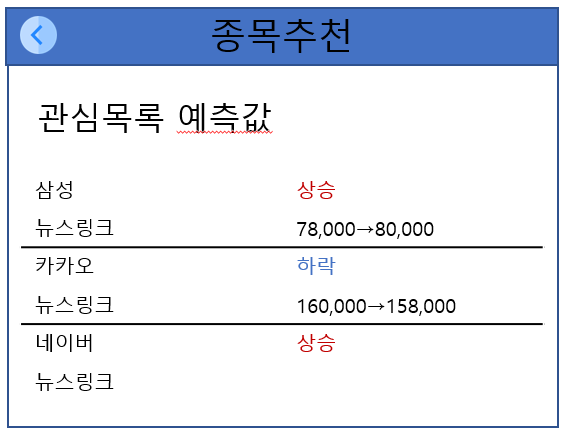 종목추천
관심목록 예측값
삼성 상승
뉴스링크 78,000→80,000
카카오 하락
뉴스링크 160,000→158,000
네이버 상승
뉴스링크